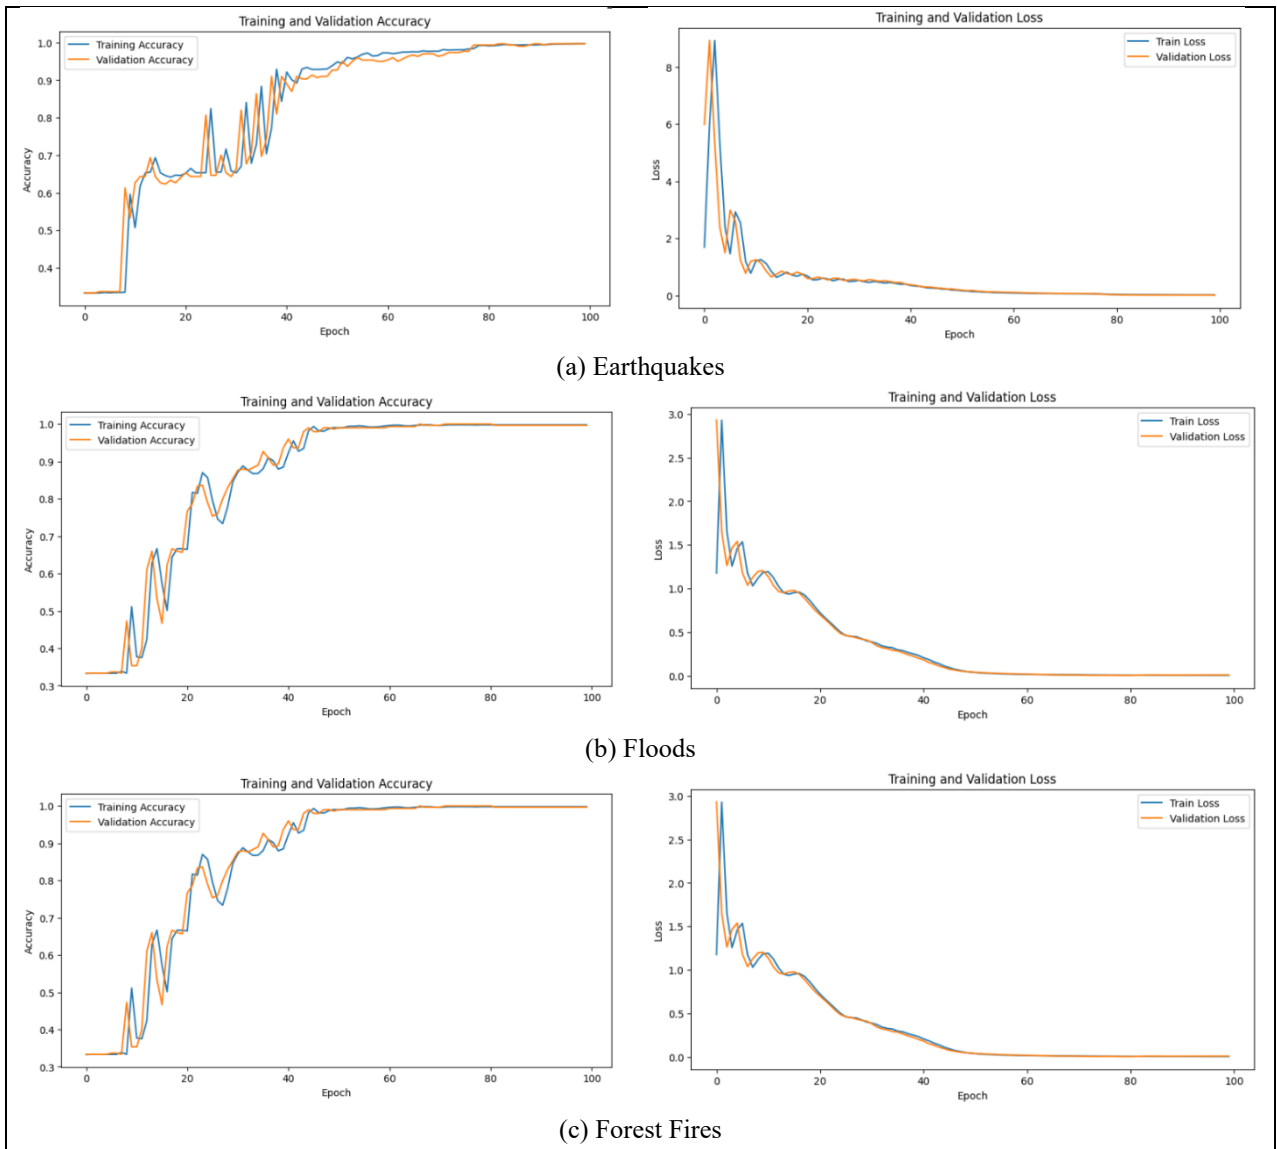 Training and Validation Accuracy
Training Accuracy
Validation Accuracy
1.0
0.9
0.8
0.7
0.6
0.5
0.4
Accuracy
0 20 40 60 80 100
Epoch
Training and Validation Loss
Train Loss
Validation Loss
8
6
4
2
0
Loss
0 20 40 60 80 100
Epoch
(a) Earthquakes
Training and Validation Accuracy
Training Accuracy
Validation Accuracy
1.0
0.9
0.8
0.7
0.6
0.5
0.4
0.3
Accuracy
0 20 40 60 80 100
Epoch
Training and Validation Loss
Train Loss
Validation Loss
3.0
2.5
2.0
1.5
1.0
0.5
0.0
Loss
0 20 40 60 80 100
Epoch
(b) Floods
Training and Validation Accuracy
Training Accuracy
Validation Accuracy
1.0
0.9
0.8
0.7
0.6
0.5
0.4
0.3
Accuracy
0 20 40 60 80 100
Epoch
Training and Validation Loss
Train Loss
Validation Loss
3.0
2.5
2.0
1.5
1.0
0.5
0.0
Loss
0 20 40 60 80 100
Epoch
(c) Forest Fires